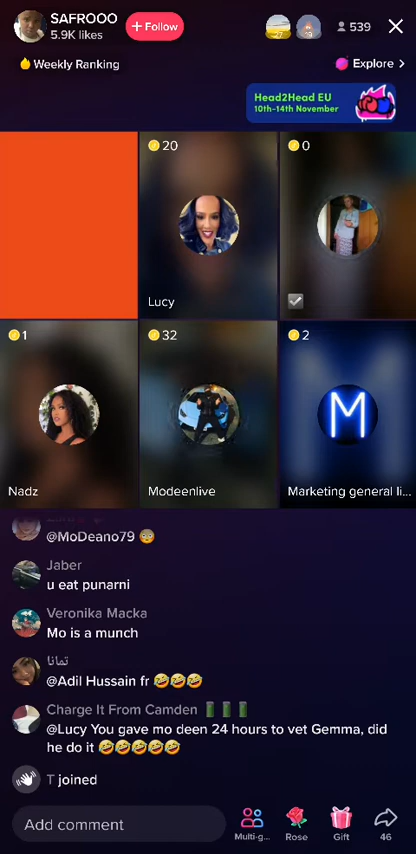 SAFROOO
5.9K likes
+ Follow
539
Weekly Ranking
Explore >
Head2Head EU
10th-14th November
20
0
Lucy
1
32
2
M
Nadz
Modeenlive
Marketing general li...
@MoDeano79 😳
Jaber
u eat punarni
Veronika Macka
Mo is a munch
تمانا
@Adil Hussain fr 🤣🤣🤣
Charge It From Camden
@Lucy You gave mo deen 24 hours to vet Gemma, did
he do it 🤣🤣🤣🤣🤣
T joined
Add comment
Multi-g...
Rose
Gift
46